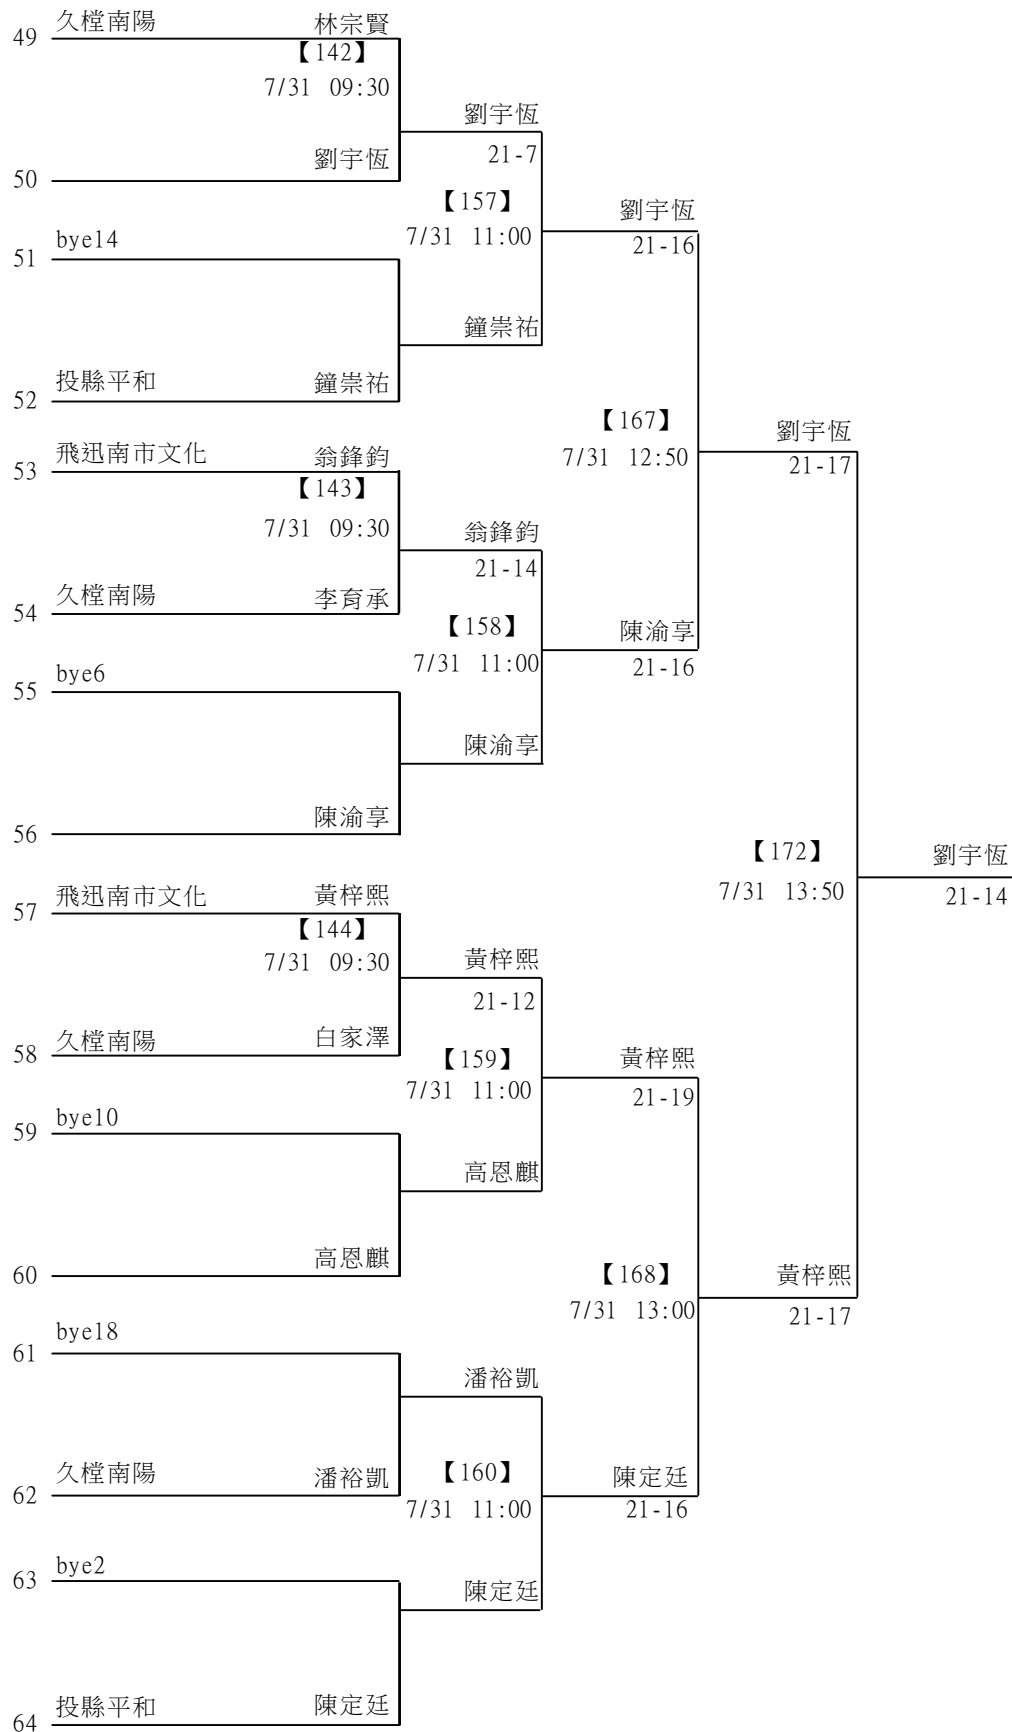 久樘南陽 林宗賢
49
【142】
7/31 09:30
劉宇恆
21-7
劉宇恆
50
【157】
7/31 11:00
劉宇恆
21-16
bye14
51
鐘崇祐
投縣平和 鐘崇祐
52
【167】
7/31 12:50
劉宇恆
21-17
飛迅南市文化 翁鋒鈞
53
【143】
7/31 09:30
翁鋒鈞
21-14
久樘南陽 李育承
54
【158】
7/31 11:00
陳渝享
21-16
bye6
55
陳渝享
陳渝享
56
【172】
7/31 13:50
劉宇恆
21-14
飛迅南市文化 黃梓熙
57
【144】
7/31 09:30
黃梓熙
21-12
久樘南陽 白家澤
58
【159】
7/31 11:00
黃梓熙
21-19
bye10
59
高恩麒
高恩麒
60
【168】
7/31 13:00
黃梓熙
21-17
bye18
61
潘裕凱
久樘南陽 潘裕凱
62
【160】
7/31 11:00
陳定廷
21-16
bye2
63
陳定廷
投縣平和 陳定廷
64